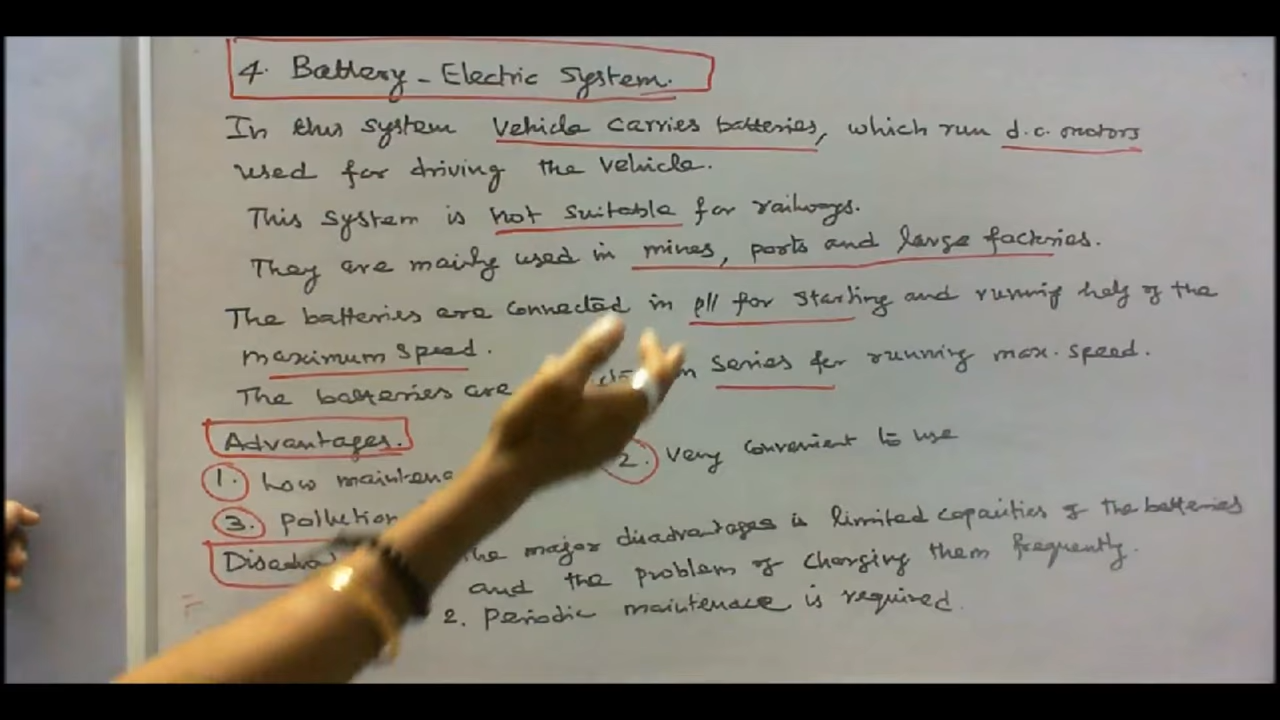 4. Battery - Electric System.
In this system vehicle carries batteries, which run d.c. motors
used for driving the vehicle.
This system is not suitable for railways.
They are mainly used in mines, ports and large factories.
The batteries are connected in pll for starting and running half of the
maximum speed.
The batteries are in series for running max. speed.
Advantages.
1. Low 2. Very convenient to use
3. pollution
The major disadvantages is limited capacities of the batteries
and the problem of charging them frequently.
2. Periodic maintenace is required.